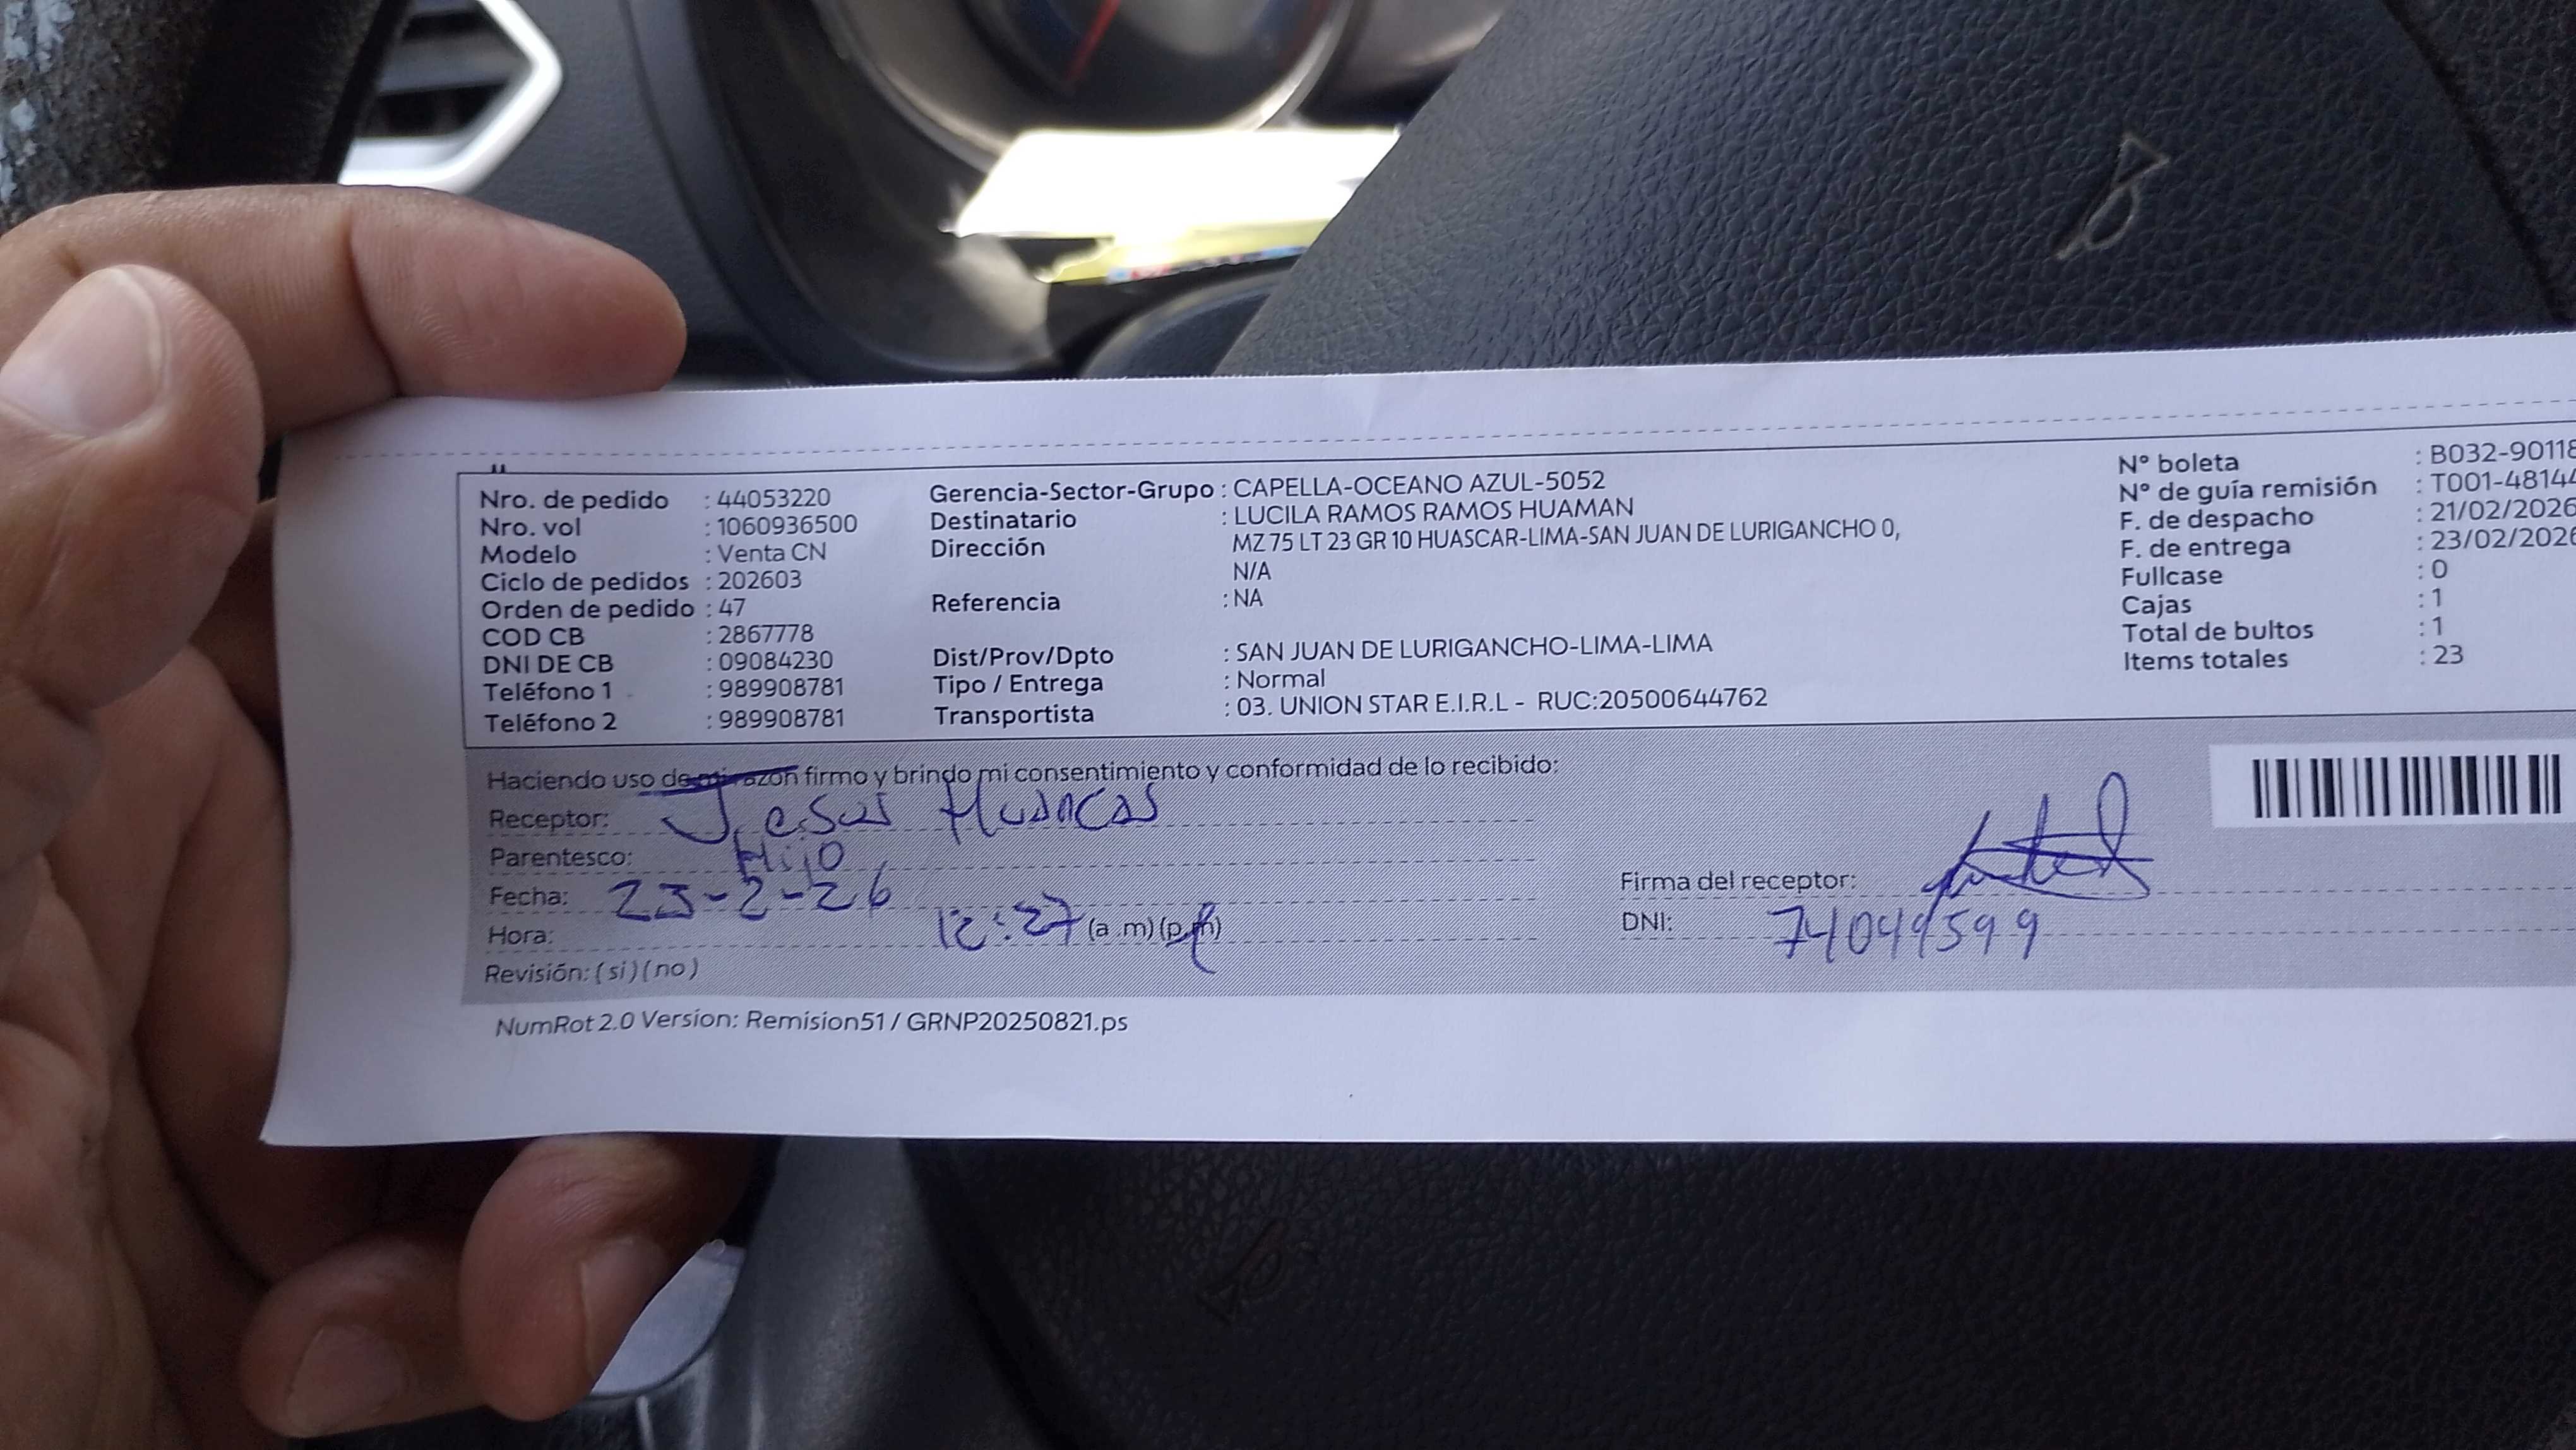 Nro. de pedido : 44053220
Nro. vol : 1060936500
Modelo : Venta CN
Ciclo de pedidos : 202603
Orden de pedido : 47
COD CB : 2867778
DNI DE CB : 09084230
Teléfono 1 : 989908781
Teléfono 2 : 989908781
Gerencia-Sector-Grupo : CAPELLA-OCEANO AZUL-5052
Destinatario : LUCILA RAMOS RAMOS HUAMAN
Dirección MZ 75 LT 23 GR 10 HUASCAR-LIMA-SAN JUAN DE LURIGANCHO 0,
N/A
Referencia : NA
Dist/Prov/Dpto : SAN JUAN DE LURIGANCHO-LIMA-LIMA
Tipo / Entrega : Normal
Transportista : 03. UNION STAR E.I.R.L - RUC:20500644762
N° boleta : B032-90118
N° de guía remisión : T001-48144
F. de despacho : 21/02/2026
F. de entrega : 23/02/2026
Fullcase : 0
Cajas : 1
Total de bultos : 1
Items totales : 23
Haciendo uso de mi razón firmo y brindo mi consentimiento y conformidad de lo recibido:
Receptor: Jesus Huancas
Parentesco: Hijo
Fecha: 23-2-26
Hora: 12:27 (a .m) (p.m)
Revisión: (si) (no)
Firma del receptor:
DNI: 74049599
NumRot 2.0 Version: Remision51 / GRNP20250821.ps